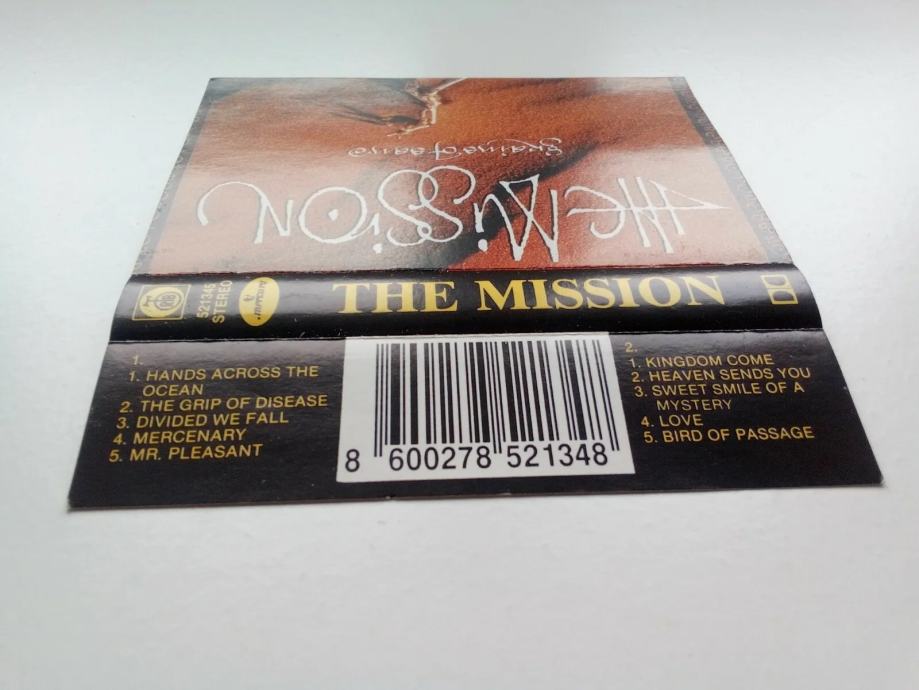 Grains of sand
THE MISSION
PGP
521345
STEREO
mercury
THE MISSION
1.
1. HANDS ACROSS THE
OCEAN
2. THE GRIP OF DISEASE
3. DIVIDED WE FALL
4. MERCENARY
5. MR. PLEASANT
8 600278 521348
2.
1. KINGDOM COME
2. HEAVEN SENDS YOU
3. SWEET SMILE OF A
MYSTERY
4. LOVE
5. BIRD OF PASSAGE